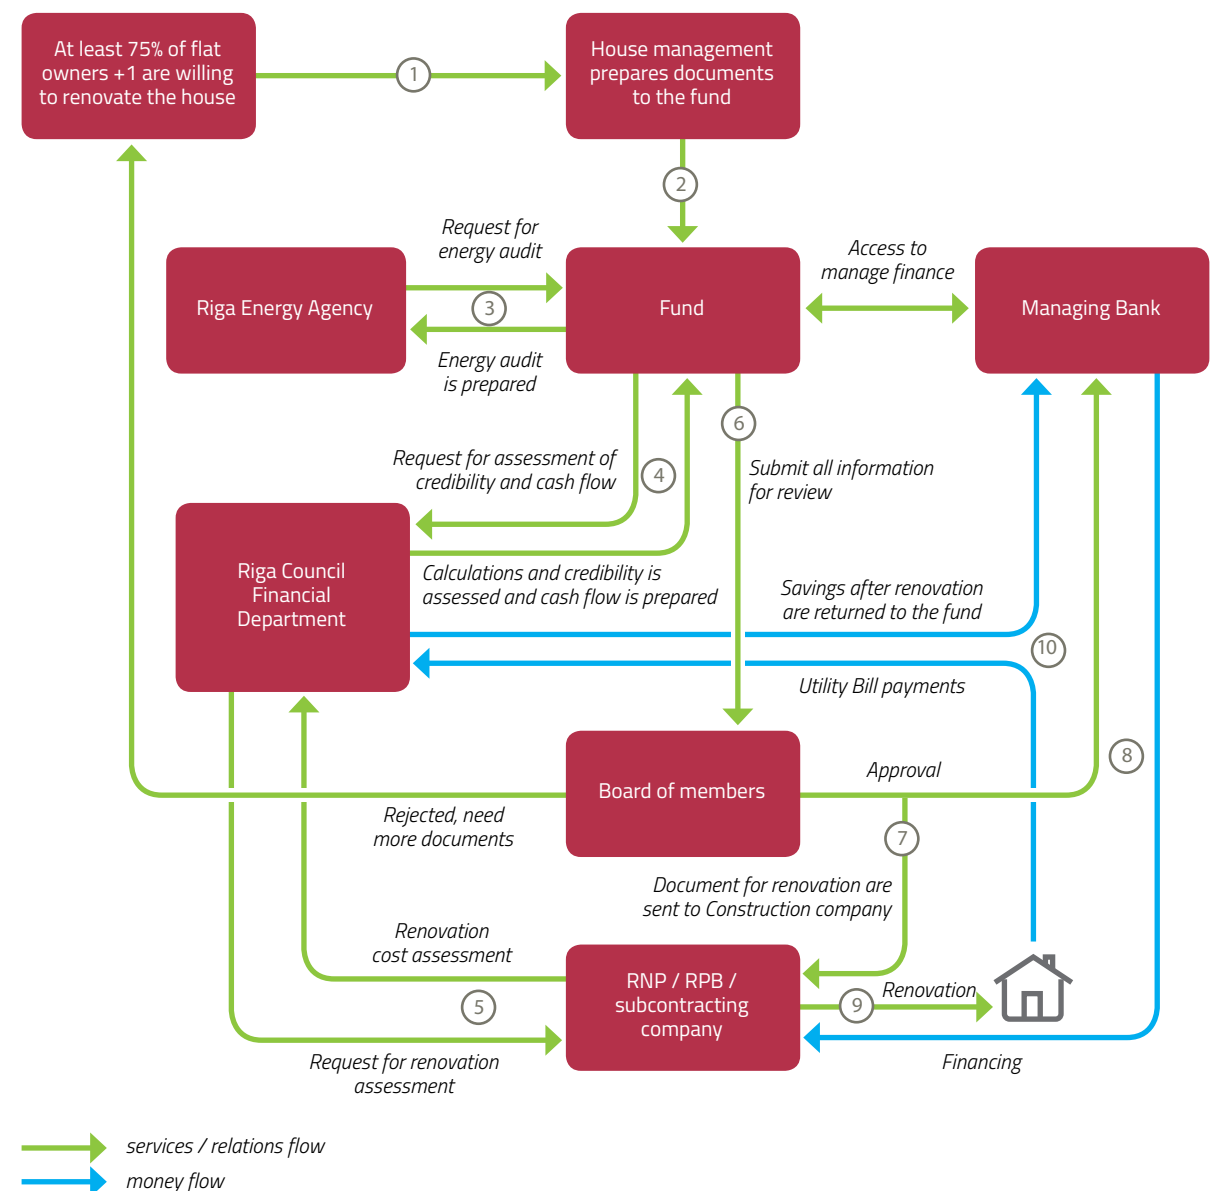 At least 75% of flat
owners +1 are willing
to renovate the house
1
House management
prepares documents
to the fund
2
Request for
energy audit
Access to
manage finance
Riga Energy Agency
3
Fund
Managing Bank
Energy audit
is prepared
6
Request for assessment of
credibility and cash flow
4
Submit all information
for review
Riga Council
Financial
Department
Calculations and credibility is
assessed and cash flow is prepared
Savings after renovation
are returned to the fund
10
Utility Bill payments
Board of members
Approval
8
Rejected, need
more documents
7
Document for renovation are
sent to Construction company
Renovation
cost assessment
RNP / RPB /
subcontracting
company
5
9
Renovation
Request for renovation
assessment
Financing
services / relations flow
money flow